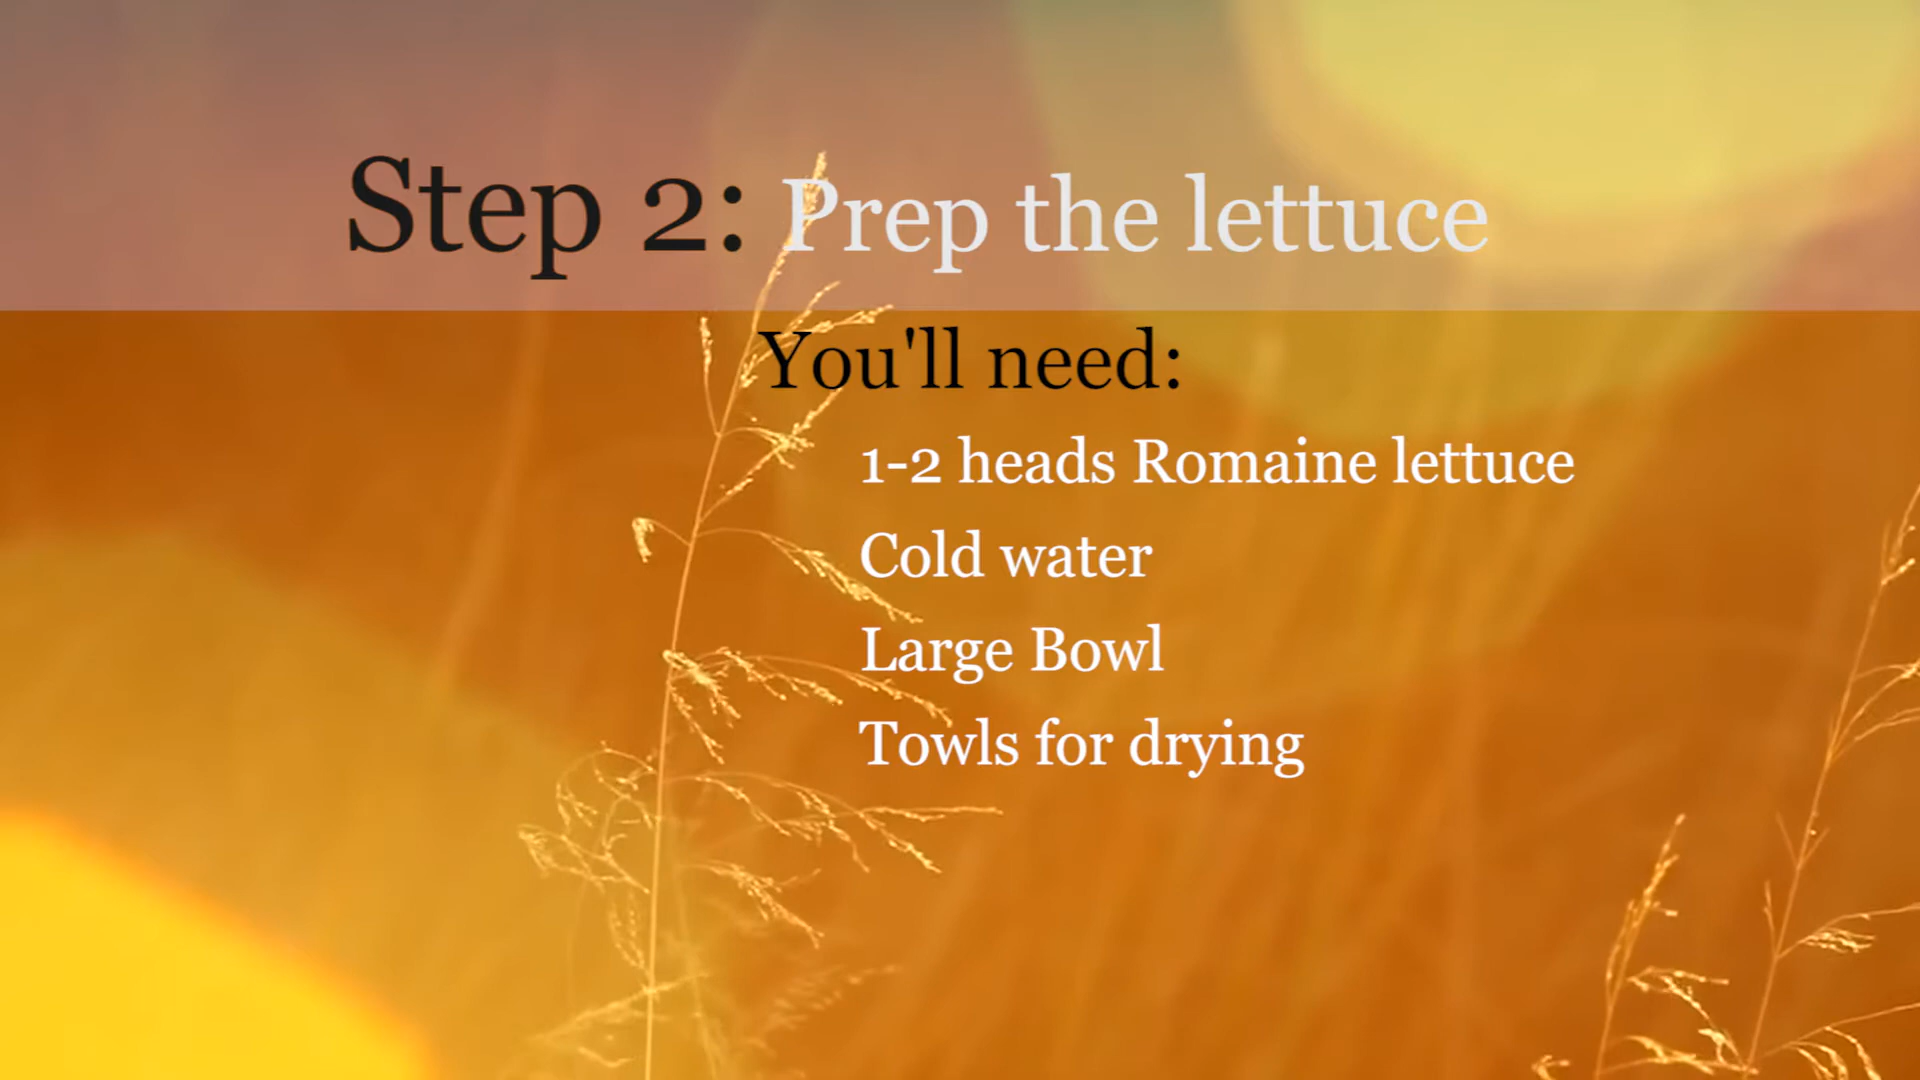 Step 2: Prep the lettuce
You'll need:
1-2 heads Romaine lettuce
Cold water
Large Bowl
Towls for drying